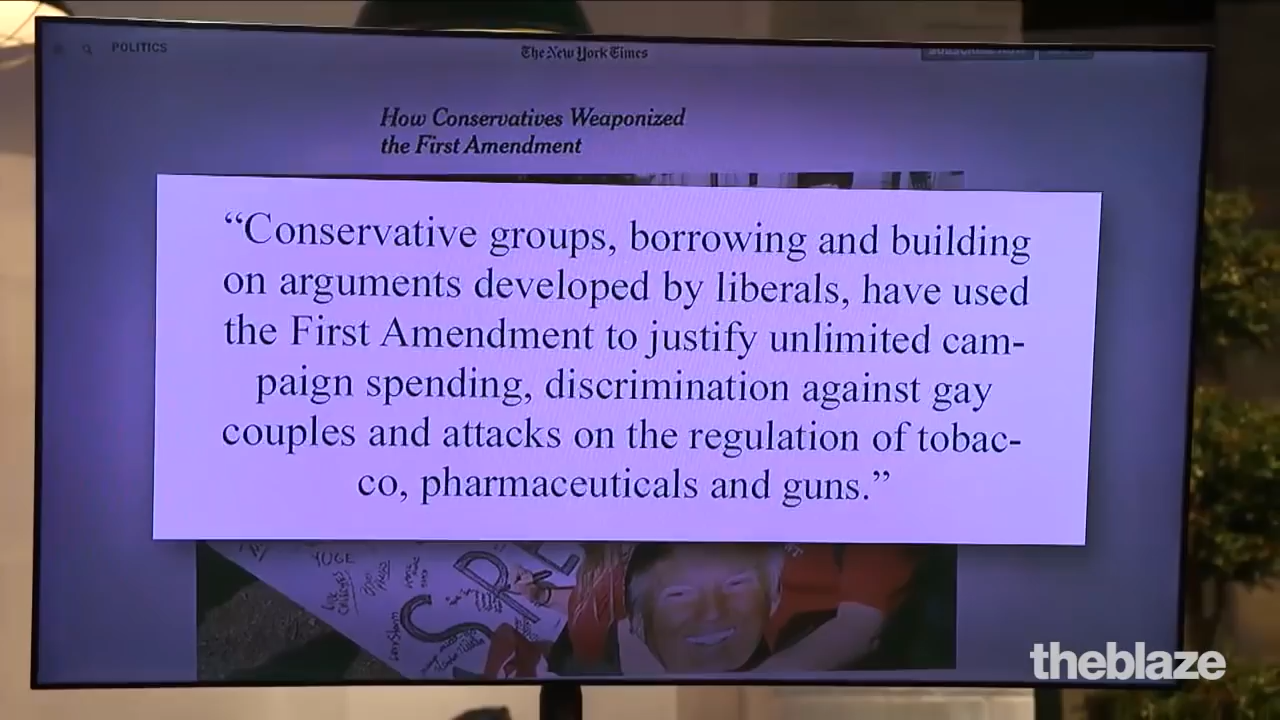 POLITICS
The New York Times
How Conservatives Weaponized
the First Amendment
“Conservative groups, borrowing and building
on arguments developed by liberals, have used
the First Amendment to justify unlimited cam-
paign spending, discrimination against gay
couples and attacks on the regulation of tobac-
co, pharmaceuticals and guns.”
YUGE
SPRE
theblaze